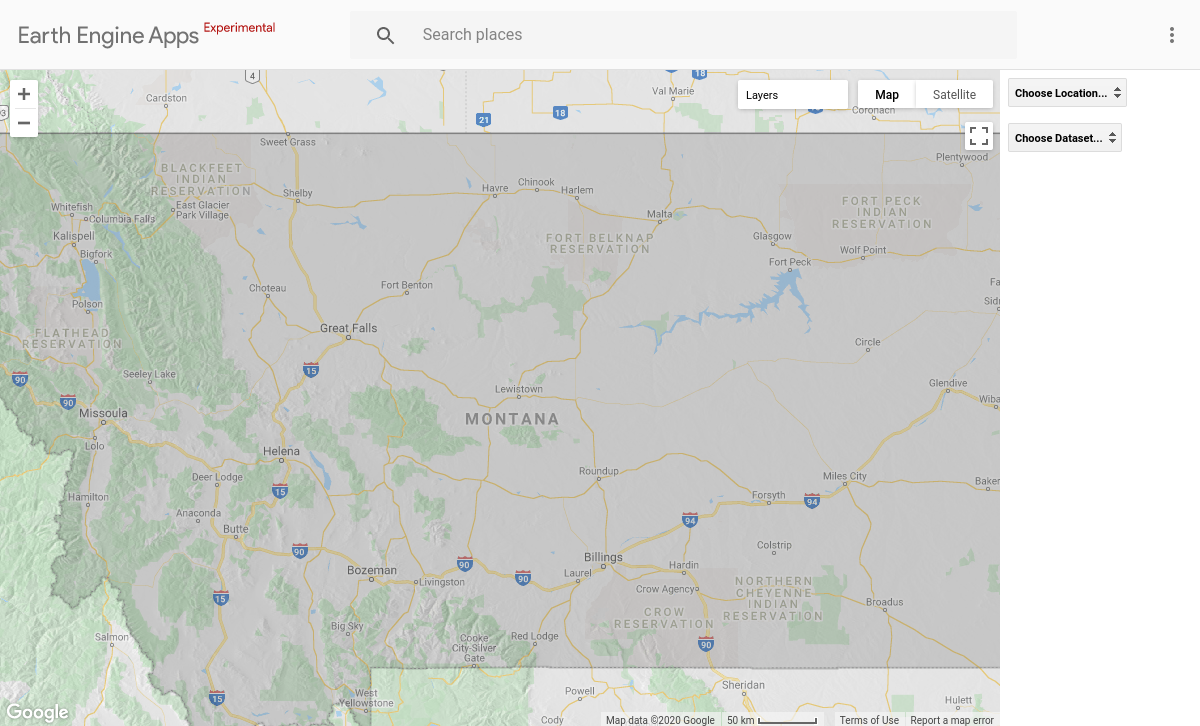 Earth Engine Apps Experimental
Search places
Choose Location...
Choose Dataset...
Layers
Map
Satellite
4
Cardston
21
18
18
Val Marie
Coronach
Sweet Grass
Plentywood
BLACKFEET
INDIAN
RESERVATION
Shelby
Havre
Chinook
Harlem
FORT PECK
INDIAN
RESERVATION
Whitefish
Columbia Falls
East Glacier
Park Village
Malta
Kalispell
Bigfork
FORT BELKNAP
RESERVATION
Glasgow
Wolf Point
Fort Peck
Choteau
Fort Benton
Fa
Sid
Polson
FLATHEAD
RESERVATION
Great Falls
Circle
90
Seeley Lake
15
Glendive
Wiba
90
Missoula
Lewistown
MONTANA
Lolo
Helena
Roundup
Deer Lodge
15
Miles City
Baker
Hamilton
Forsyth
94
Anaconda
Butte
94
90
Colstrip
Bozeman
90
Livingston
90
Billings
Laurel
Hardin
Crow Agency
NORTHERN
CHEYENNE
INDIAN
RESERVATION
15
Broadus
CROW
RESERVATION
Big Sky
Salmon
Cooke
City-Silver
Gate
Red Lodge
90
15
West
Yellowstone
Powell
Sheridan
Hulett
Cody
Google
Map data ©2020 Google
50 km
Terms of Use
Report a map error